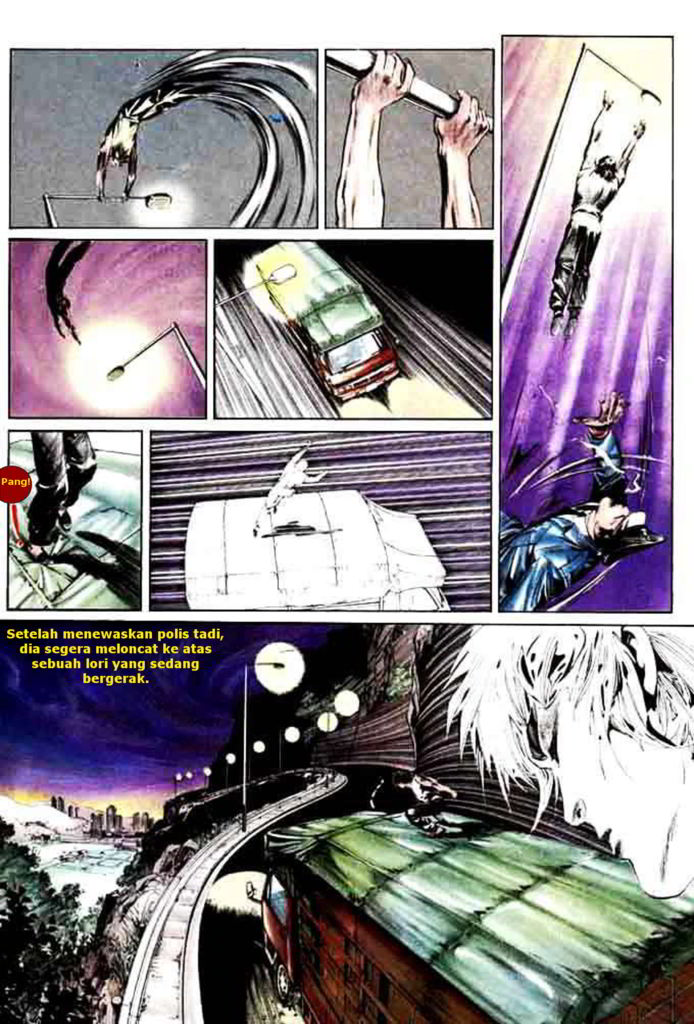 Pang!
Setelah menewaskan polis tadi,
dia segera meloncat ke atas
sebuah lori yang sedang
bergerak.